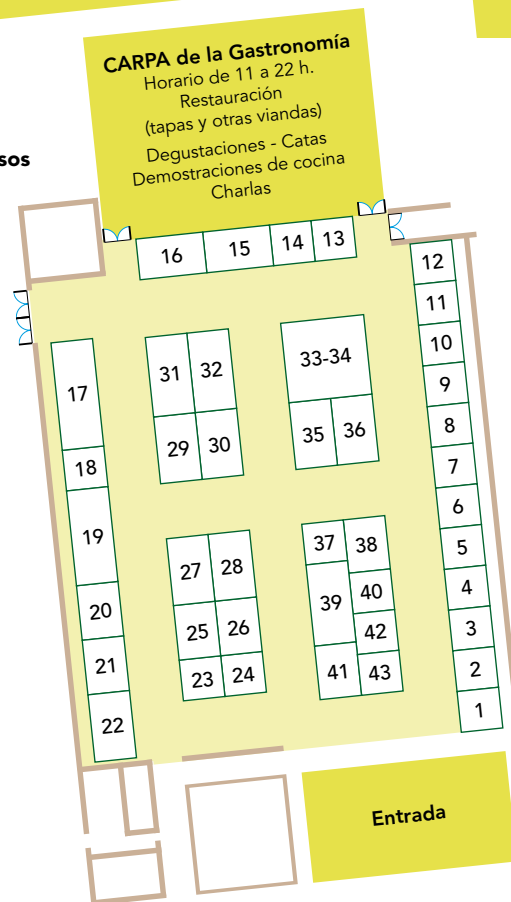 CARPA de la Gastronomía
Horario de 11 a 22 h.
Restauración
(tapas y otras viandas)
Degustaciones - Catas
Demostraciones de cocina
Charlas
sos
16 15 14 13
12
11
10
9
8
7
6
5
4
3
2
1
17
18
19
20
21
22
31 32
29 30
33-34
35 36
27 28
25 26
23 24
37 38
39 40
42
41 43
Entrada